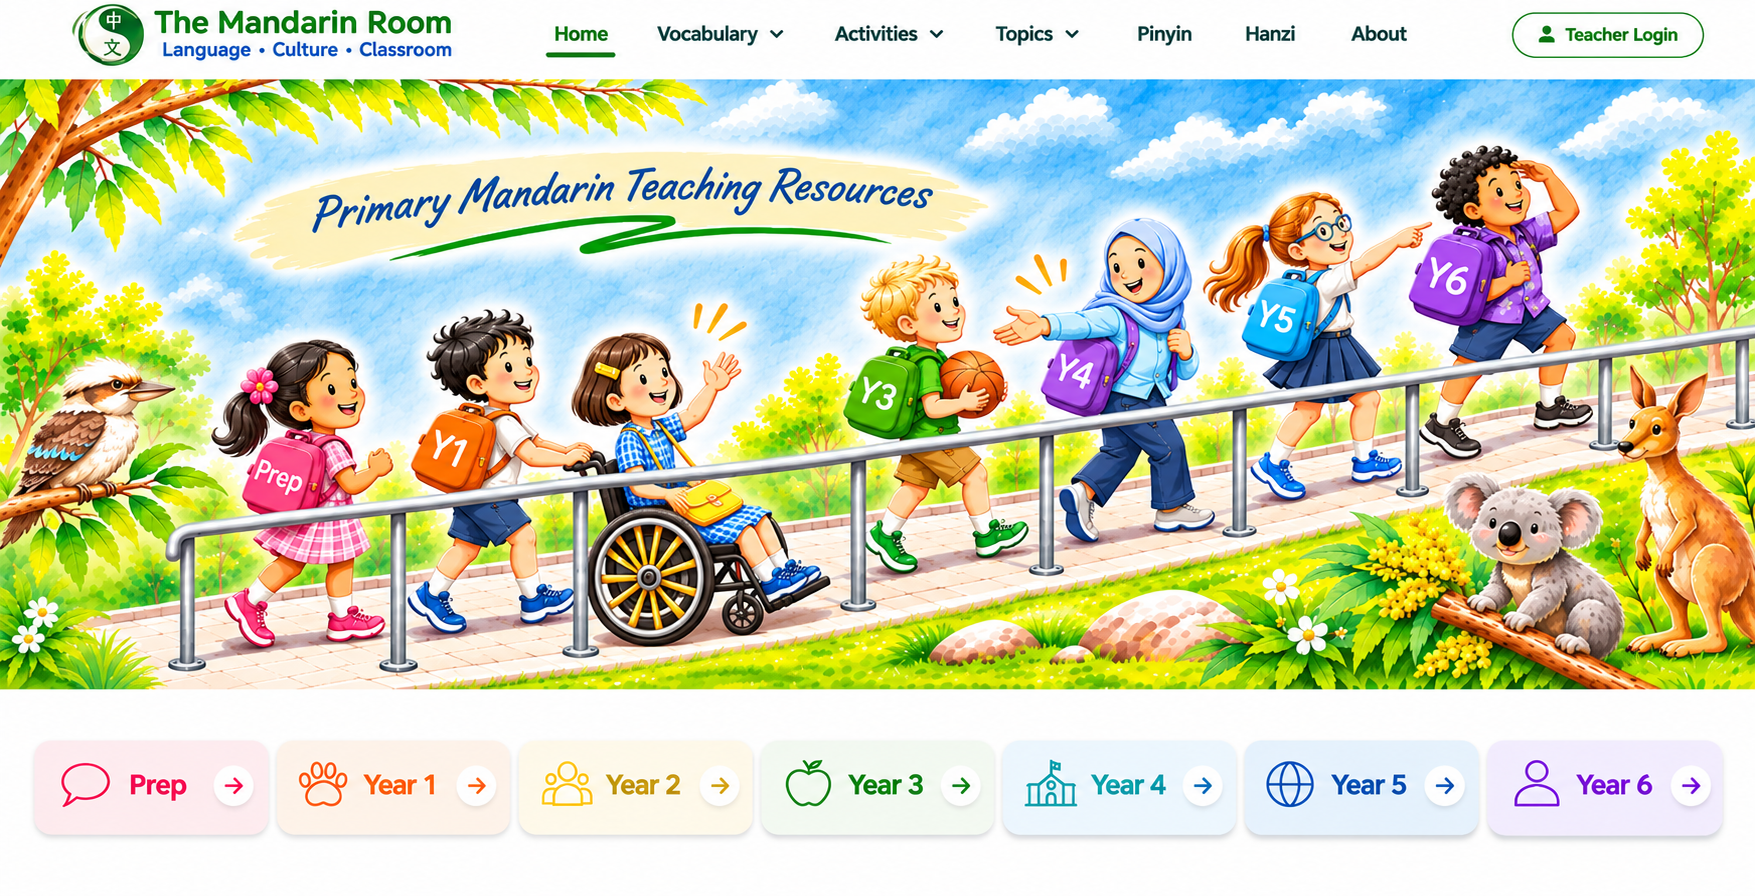 中
文
The Mandarin Room
Language • Culture • Classroom
Home
Vocabulary
Activities
Topics
Pinyin
Hanzi
About
Teacher Login
Primary Mandarin Teaching Resources
Prep
Y1
Y3
Y4
Y5
Y6
Prep
Year 1
Year 2
Year 3
Year 4
Year 5
Year 6